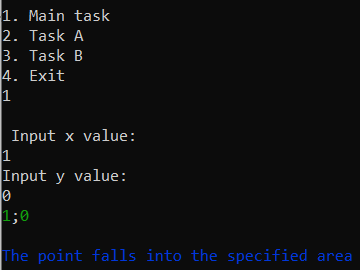 1. Main task
2. Task A
3. Task B
4. Exit
1
Input x value:
1
Input y value:
0
1;0
The point falls into the specified area